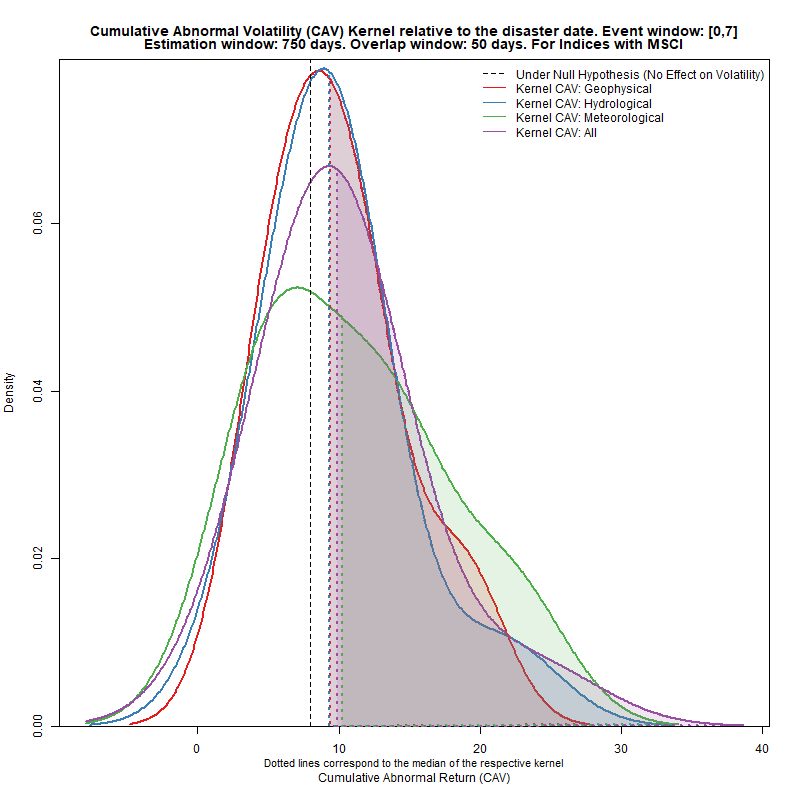 Cumulative Abnormal Volatility (CAV) Kernel relative to the disaster date. Event window: [0,7]
Estimation window: 750 days. Overlap window: 50 days. For Indices with MSCI
Under Null Hypothesis (No Effect on Volatility)
Kernel CAV: Geophysical
Kernel CAV: Hydrological
Kernel CAV: Meteorological
Kernel CAV: All
Density
0.06
0.04
0.02
0.00
0 10 20 30 40
Dotted lines correspond to the median of the respective kernel
Cumulative Abnormal Return (CAV)